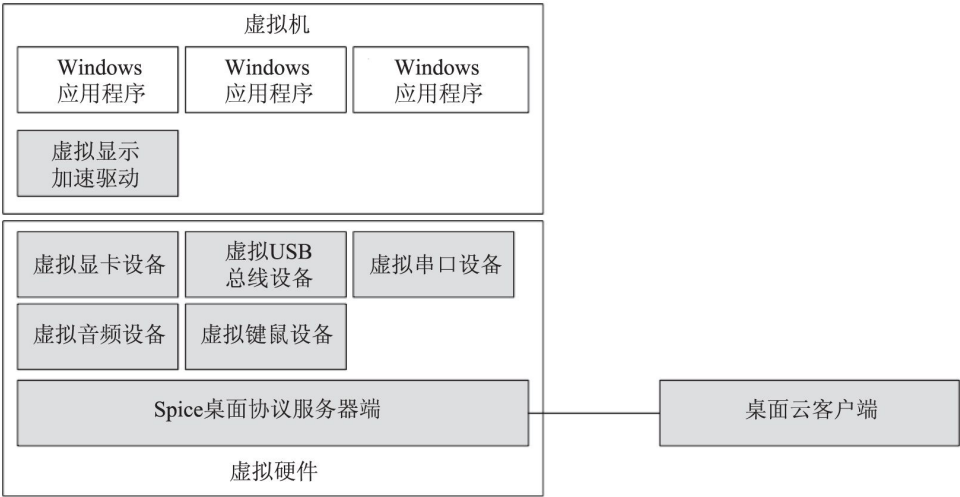 虚拟机
Windows
应用程序
Windows
应用程序
Windows
应用程序
虚拟显示
加速驱动
虚拟显卡设备
虚拟USB
总线设备
虚拟串口设备
虚拟音频设备
虚拟键鼠设备
Spice桌面协议服务器端
桌面云客户端
虚拟硬件